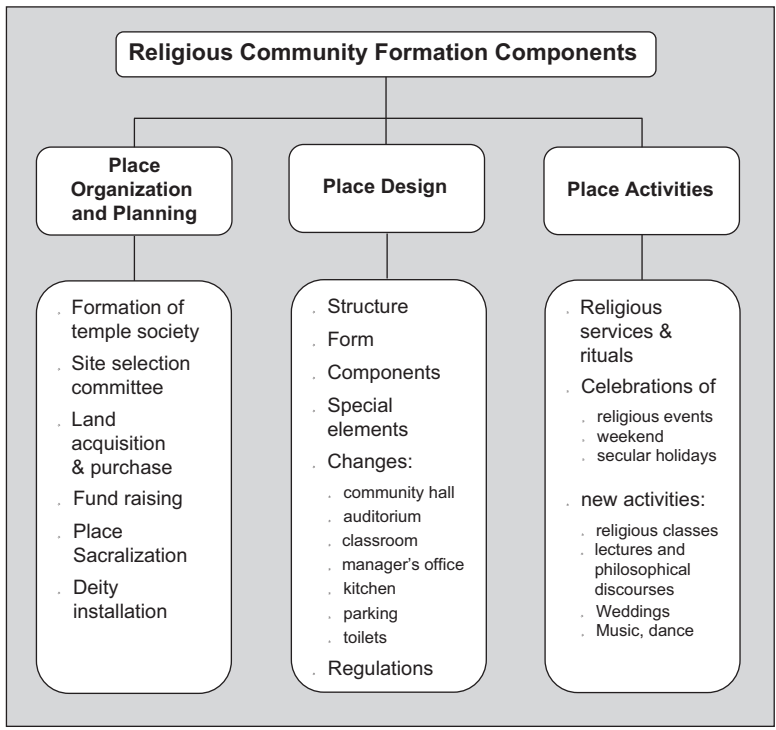 Religious Community Formation Components
Place
Organization
and Planning
. Formation of
temple society
. Site selection
committee
. Land
acquisition
& purchase
. Fund raising
. Place
Sacralization
. Deity
installation
Place Design
. Structure
. Form
. Components
. Special
elements
. Changes:
. community hall
. auditorium
. classroom
. manager's office
. kitchen
. parking
. toilets
. Regulations
Place Activities
. Religious
services &
rituals
. Celebrations of
. religious events
. weekend
. secular holidays
. new activities:
. religious classes
. lectures and
philosophical
discourses
. Weddings
. Music, dance